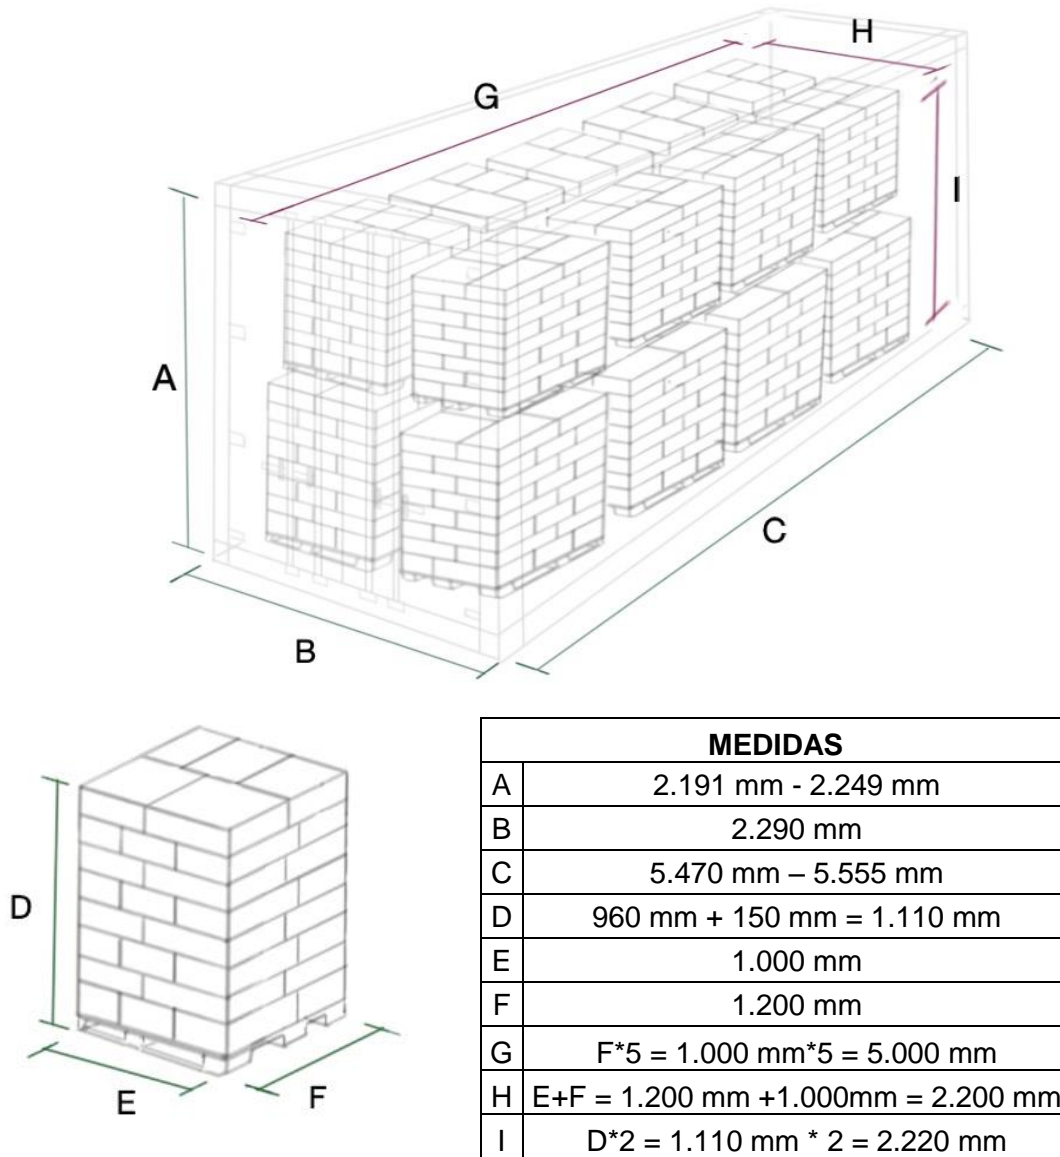 H
G
I
A
C
B
D
E
F
MEDIDAS
A 2.191 mm - 2.249 mm
B 2.290 mm
C 5.470 mm – 5.555 mm
D 960 mm + 150 mm = 1.110 mm
E 1.000 mm
F 1.200 mm
G F*5 = 1.000 mm*5 = 5.000 mm
H E+F = 1.200 mm +1.000mm = 2.200 mm
I D*2 = 1.110 mm * 2 = 2.220 mm